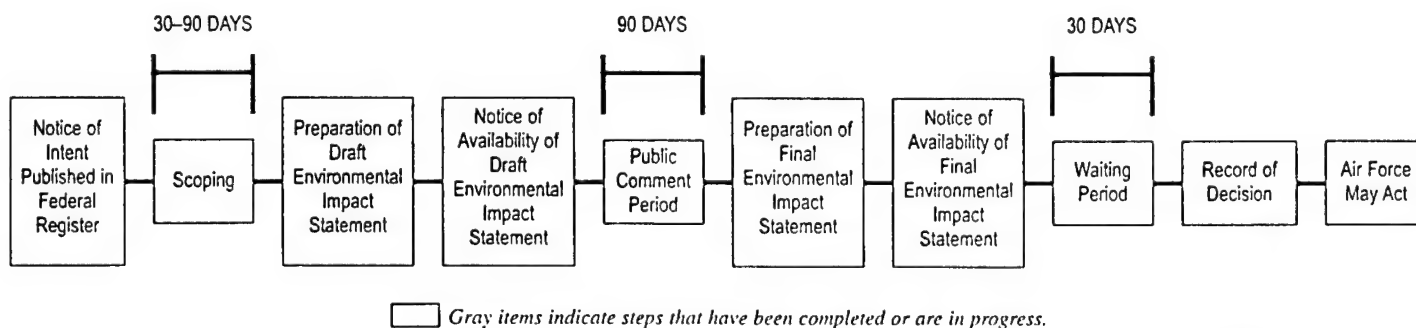 30–90 DAYS
90 DAYS
30 DAYS
Notice of
Intent
Published in
Federal
Register
Scoping
Preparation of
Draft
Environmental
Impact
Statement
Notice of
Availability of
Draft
Environmental
Impact
Statement
Public
Comment
Period
Preparation of
Final
Environmental
Impact
Statement
Notice of
Availability of
Final
Environmental
Impact
Statement
Waiting
Period
Record of
Decision
Air Force
May Act
Gray items indicate steps that have been completed or are in progress.